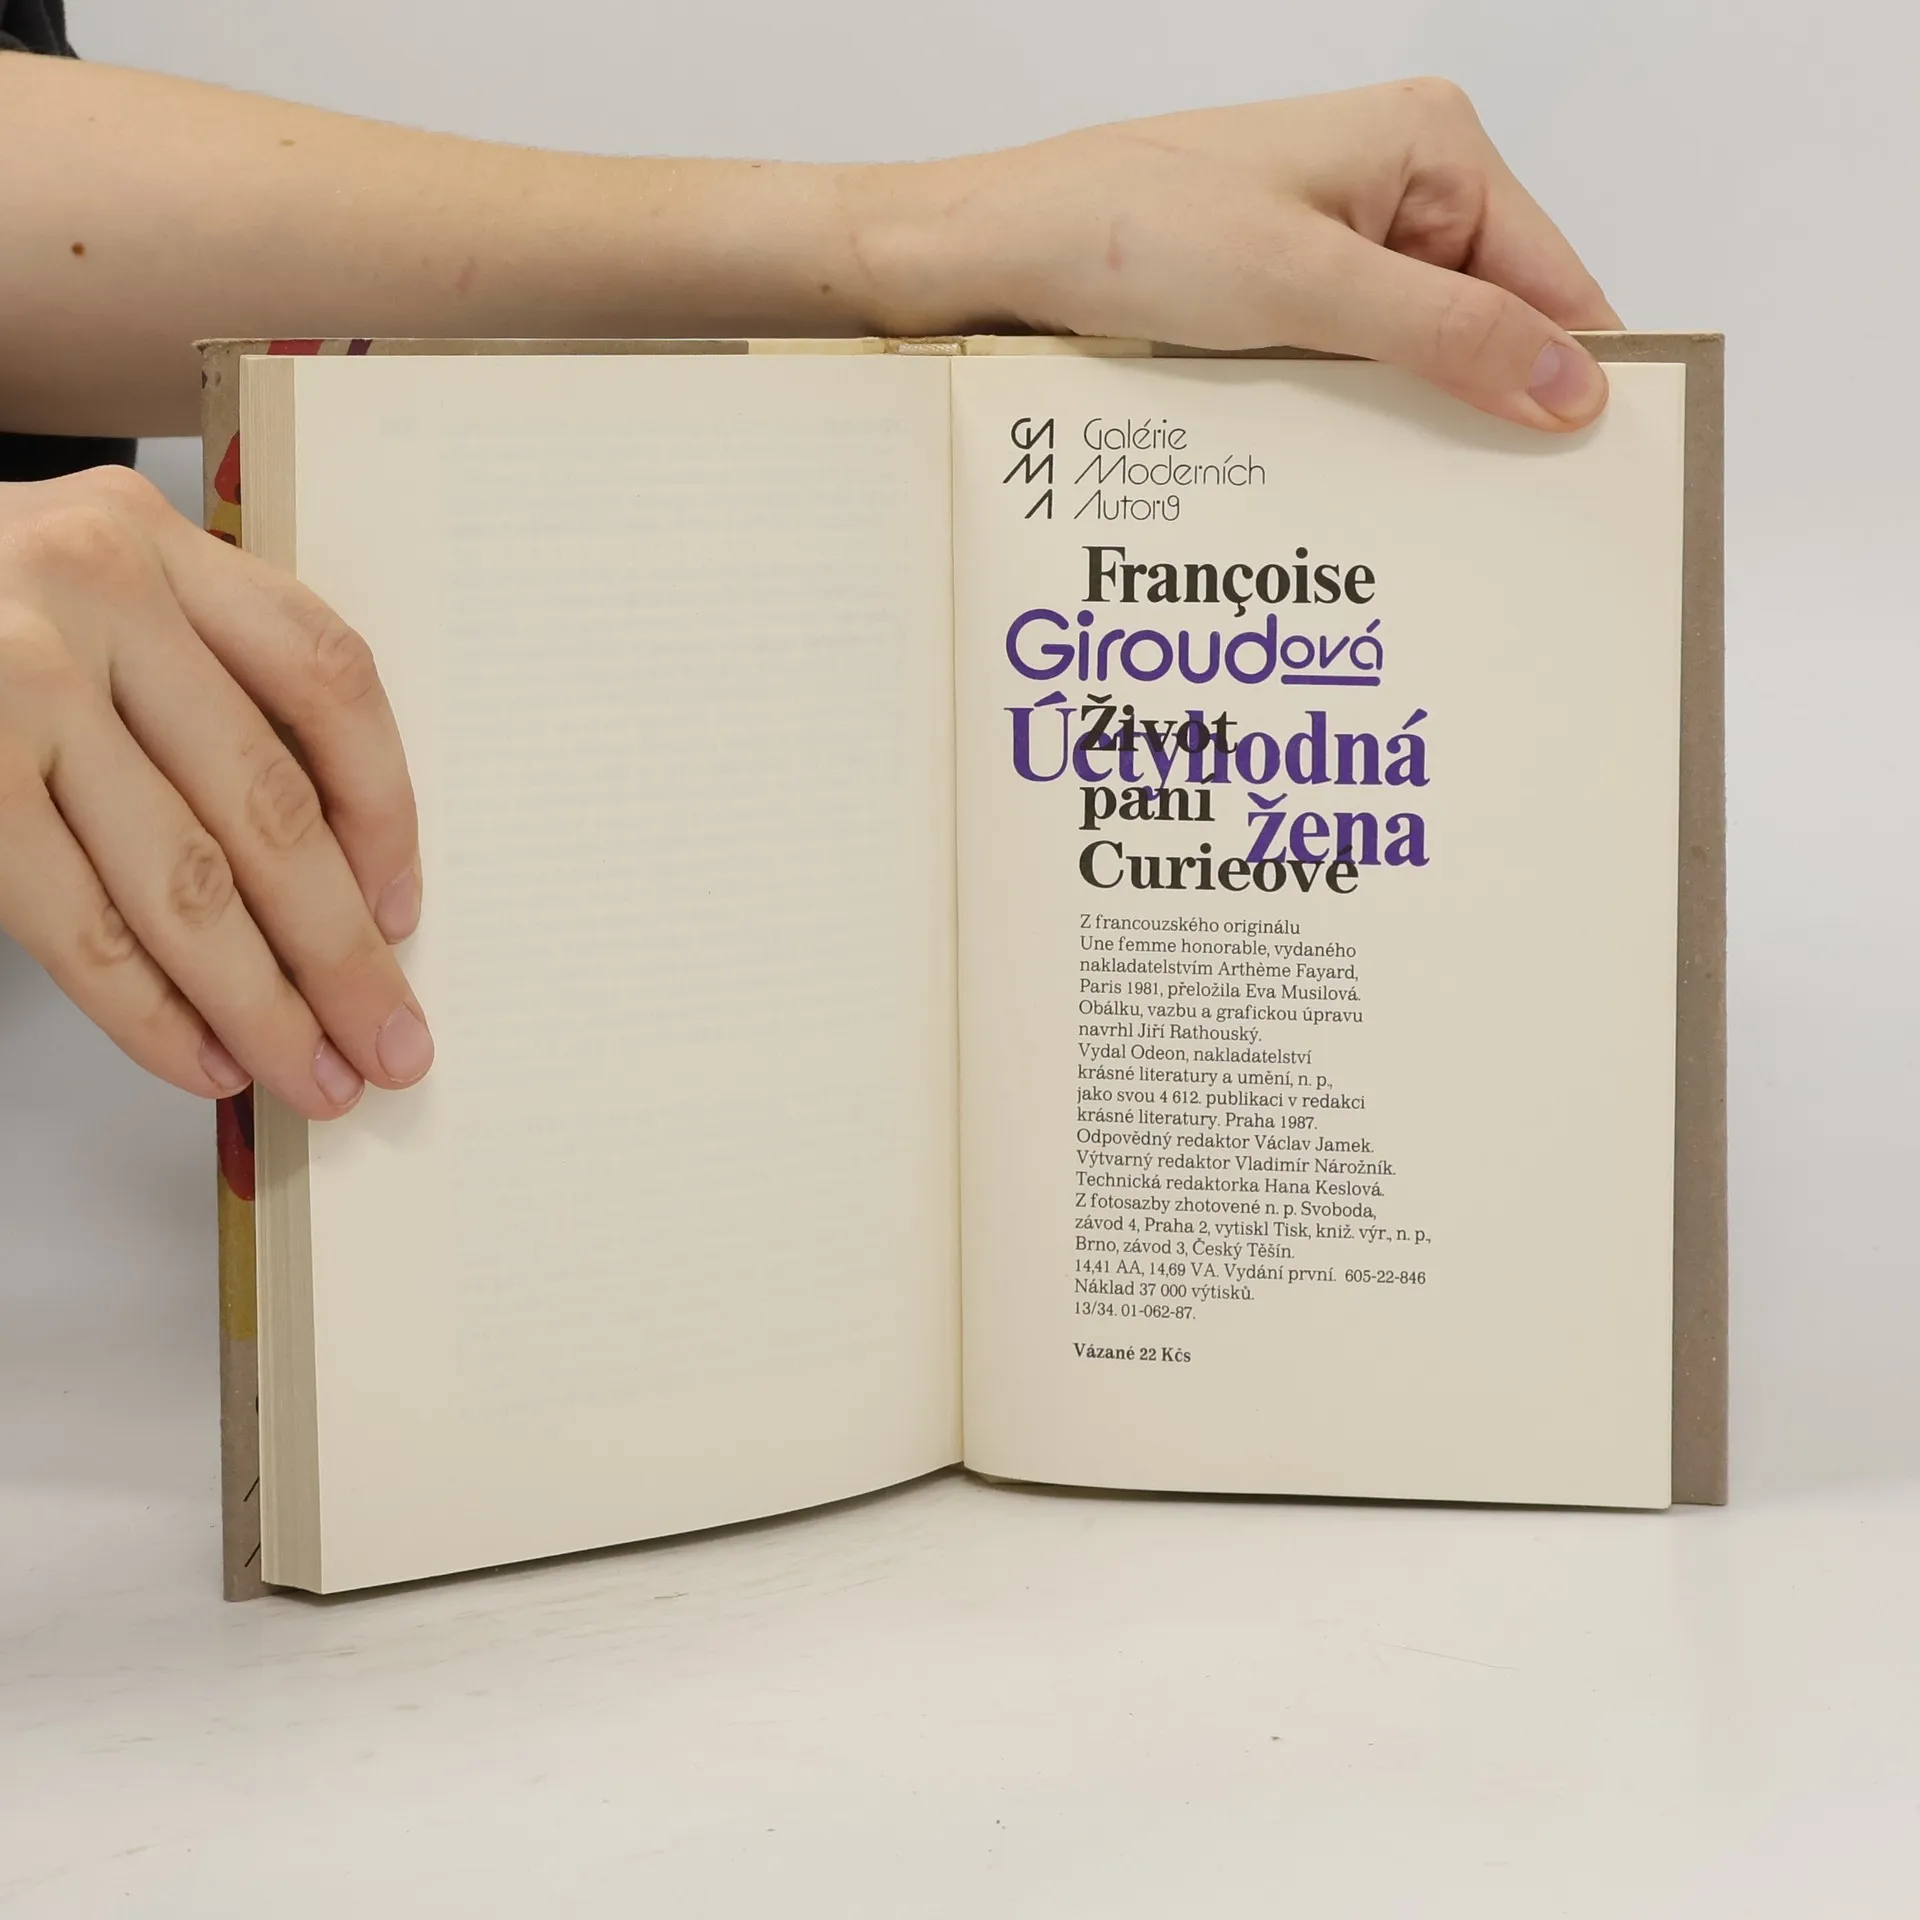 GA Galérie
M Moderních
A Autorů
Françoise
Giroudová
Úctyhodná
žena
Život
paní
Curieové
Z francouzského originálu
Une femme honorable, vydaného
nakladatelstvím Arthème Fayard,
Paris 1981, přeložila Eva Musilová.
Obálku, vazbu a grafickou úpravu
navrhl Jiří Rathouský.
Vydal Odeon, nakladatelství
krásné literatury a umění, n. p.,
jako svou 4 612. publikaci v redakci
krásné literatury. Praha 1987.
Odpovědný redaktor Václav Jamek.
Výtvarný redaktor Vladimír Nárožník.
Technická redaktorka Hana Keslová.
Z fotosazby zhotovené n. p. Svoboda,
závod 4, Praha 2, vytiskl Tisk, kniž. výr., n. p.,
Brno, závod 3, Český Těšín.
14,41 AA, 14,69 VA. Vydání první. 605-22-846
Náklad 37 000 výtisků.
13/34. 01-062-87.
Vázané 22 Kčs